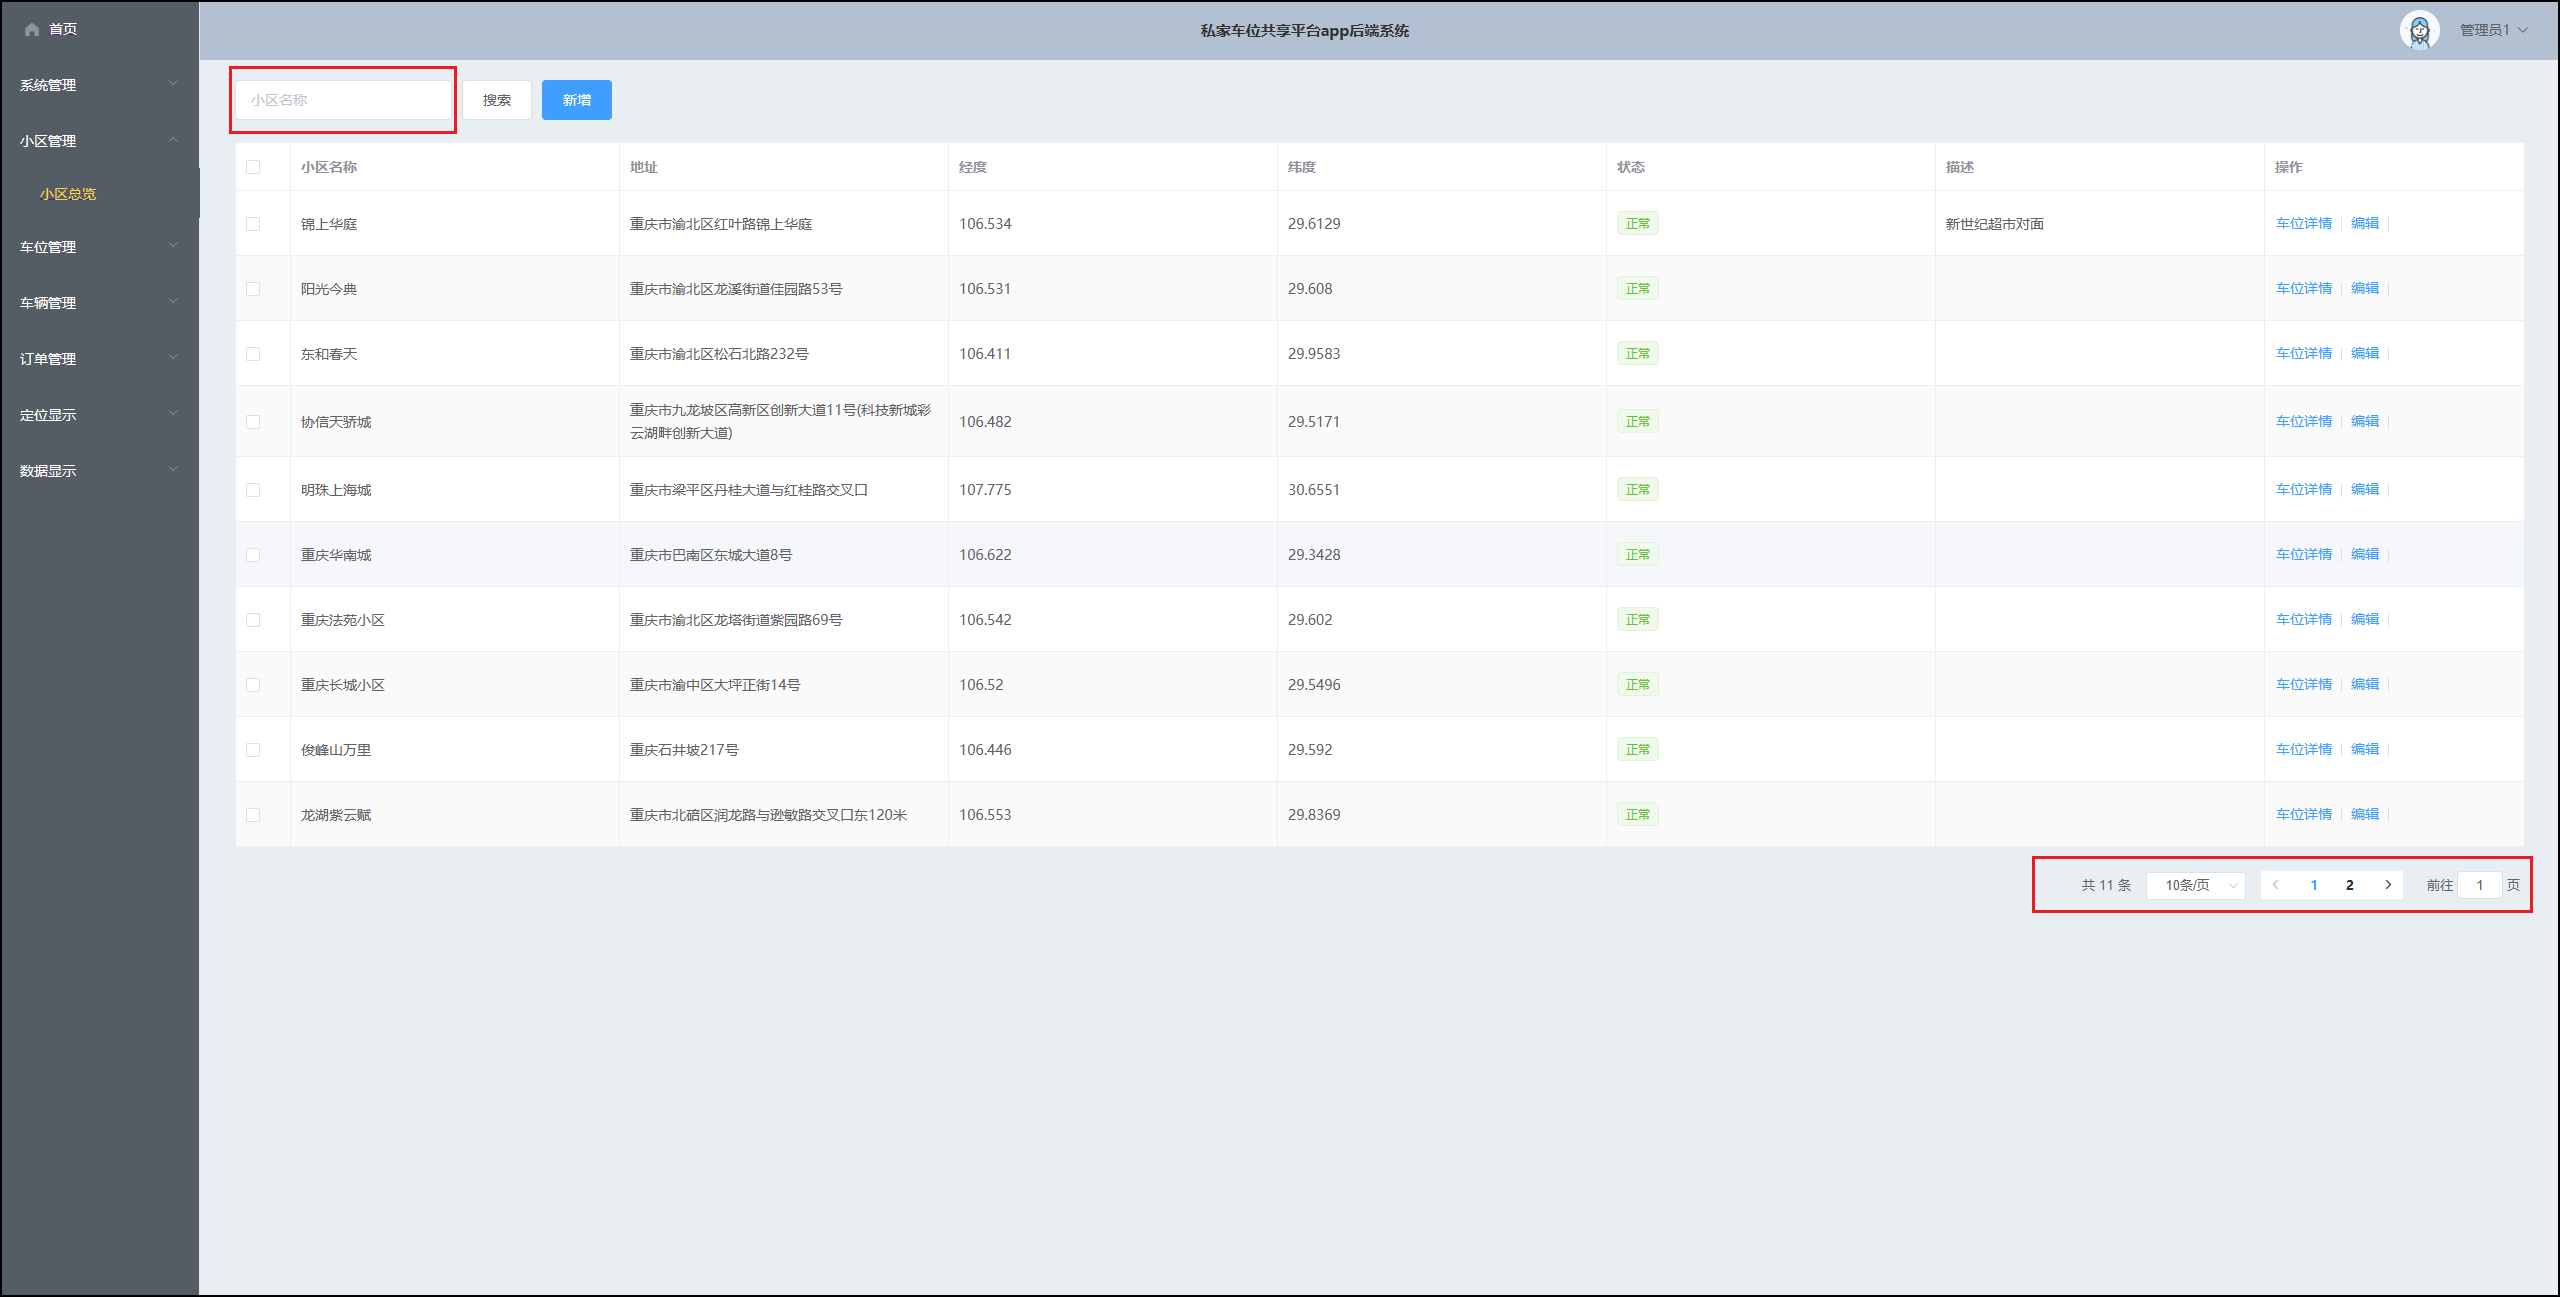 首页
私家车位共享平台app后端系统
管理员1
系统管理
小区管理
小区总览
车位管理
车辆管理
订单管理
定位显示
数据显示
小区名称 搜索 新增
小区名称 地址 经度 纬度 状态 描述 操作
锦上华庭 重庆市渝北区红叶路锦上华庭 106.534 29.6129 正常 新世纪超市对面 车位详情 编辑
阳光今典 重庆市渝北区龙溪街道佳园路53号 106.531 29.608 正常 车位详情 编辑
东和春天 重庆市渝北区松石北路232号 106.411 29.9583 正常 车位详情 编辑
协信天骄城 重庆市九龙坡区高新区创新大道11号(科技新城彩
云湖畔创新大道) 106.482 29.5171 正常 车位详情 编辑
明珠上海城 重庆市梁平区丹桂大道与红桂路交叉口 107.775 30.6551 正常 车位详情 编辑
重庆华南城 重庆市巴南区东城大道8号 106.622 29.3428 正常 车位详情 编辑
重庆法苑小区 重庆市渝北区龙塔街道紫园路69号 106.542 29.602 正常 车位详情 编辑
重庆长城小区 重庆市渝中区大坪正街14号 106.52 29.5496 正常 车位详情 编辑
俊峰山万里 重庆石井坡217号 106.446 29.592 正常 车位详情 编辑
龙湖紫云赋 重庆市北碚区润龙路与逊敏路交叉口东120米 106.553 29.8369 正常 车位详情 编辑
共 11 条 10条/页 1 2 前往 1 页